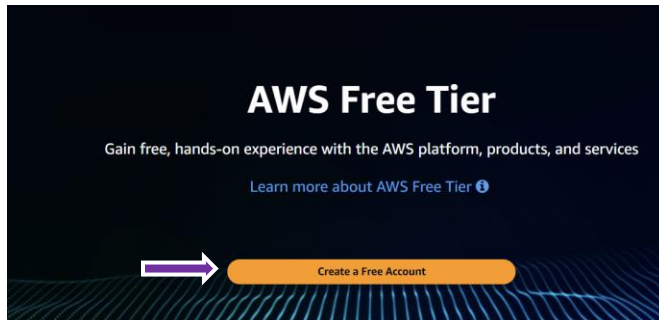 AWS Free Tier
Gain free, hands-on experience with the AWS platform, products, and services
Learn more about AWS Free Tier
Create a Free Account